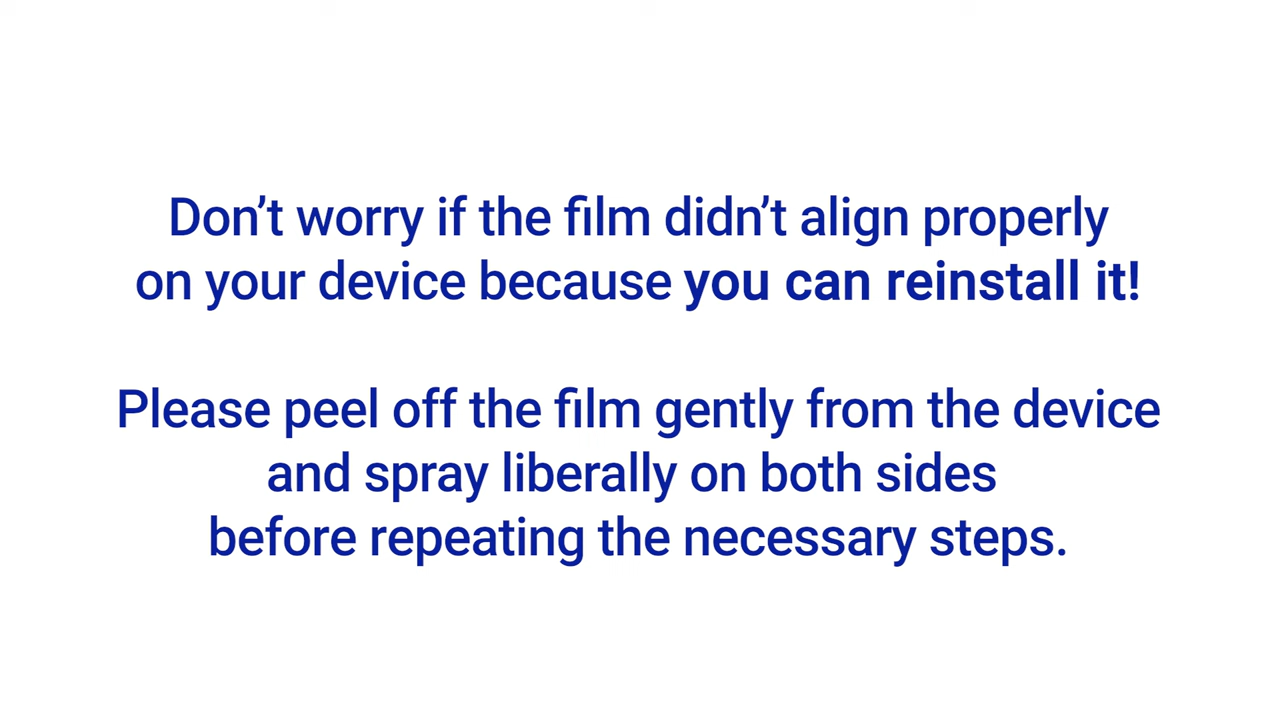 Don’t worry if the film didn’t align properly
on your device because you can reinstall it!
Please peel off the film gently from the device
and spray liberally on both sides
before repeating the necessary steps.